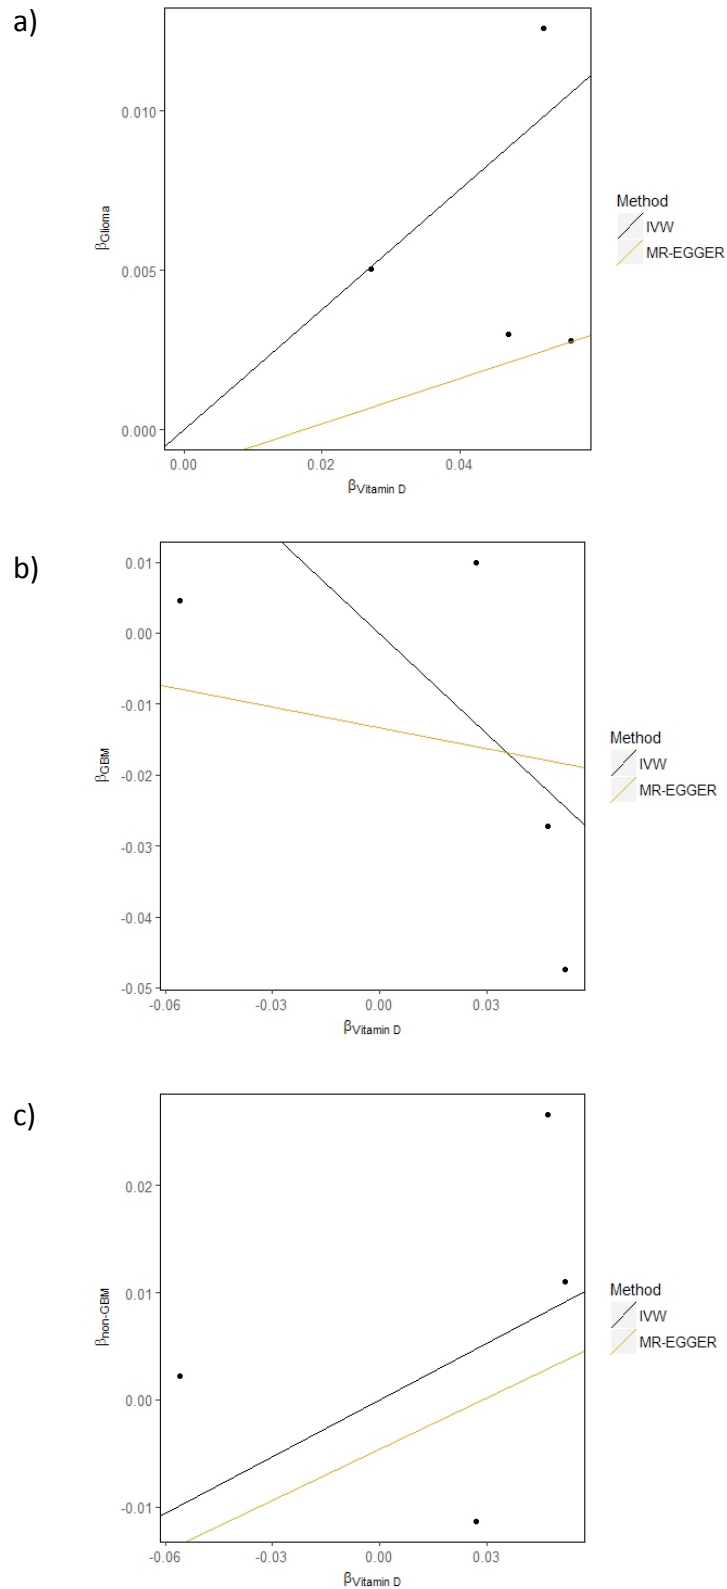 a)
0.010
0.005
0.000
βGlioma
0.00 0.02 0.04
βVitamin D
Method
IVW
MR-EGGER
b)
0.01
0.00
-0.01
-0.02
-0.03
-0.04
-0.05
βGBM
-0.06 -0.03 0.00 0.03
βVitamin D
Method
IVW
MR-EGGER
c)
0.02
0.01
0.00
-0.01
βnon-GBM
-0.06 -0.03 0.00 0.03
βVitamin D
Method
IVW
MR-EGGER